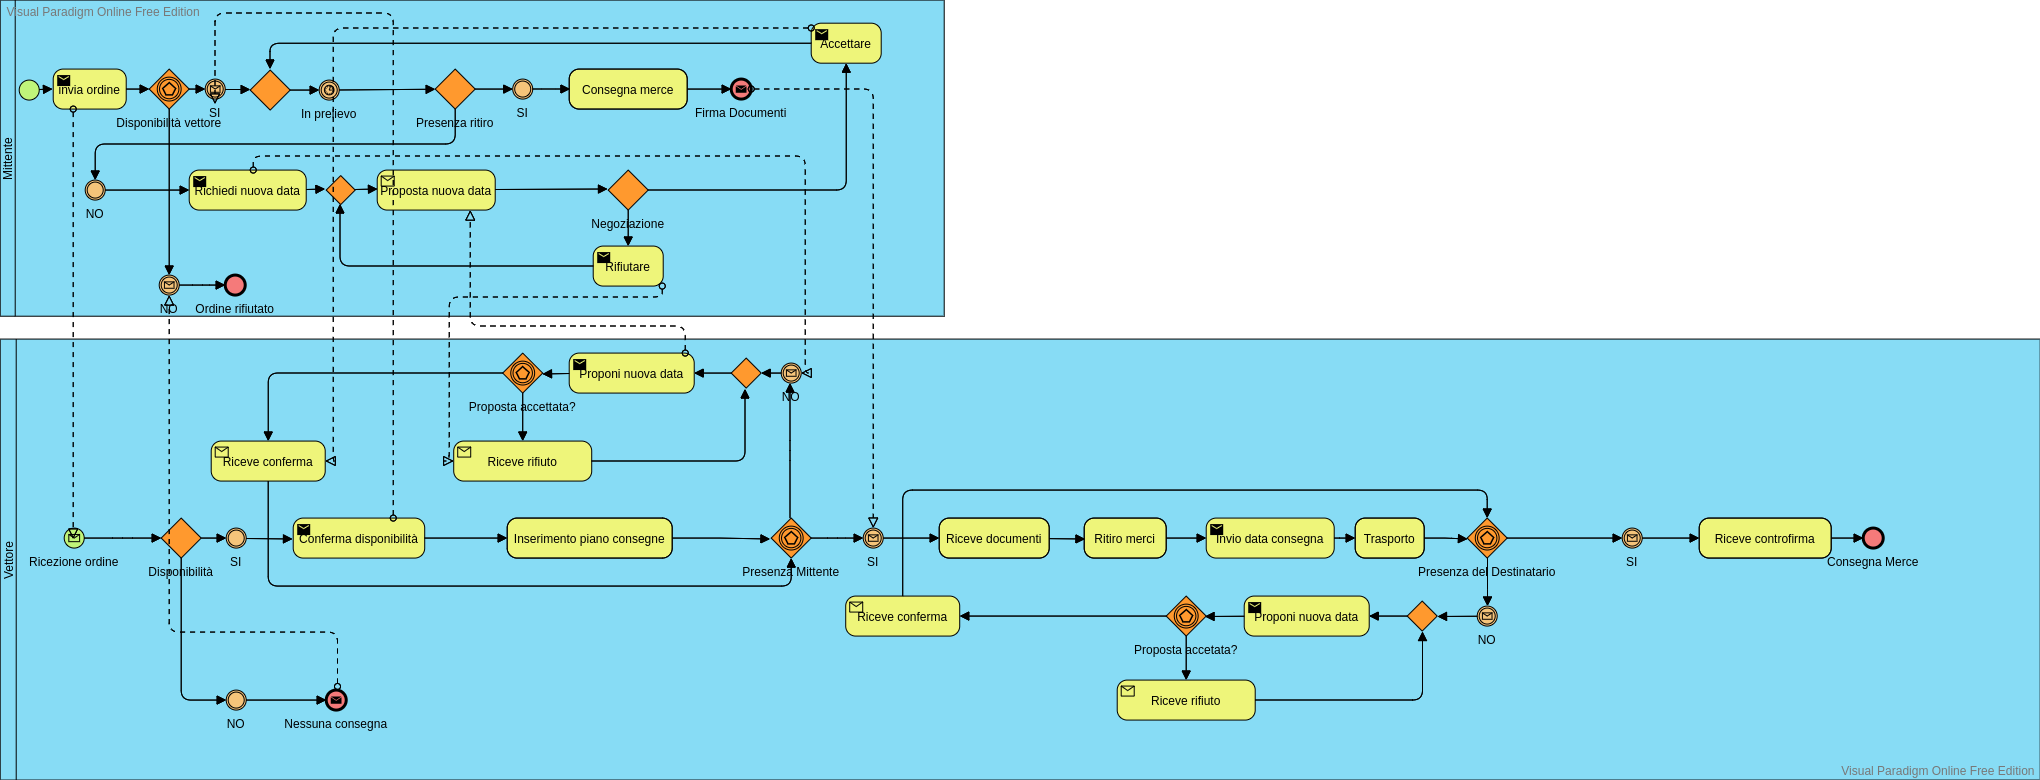 Visual Paradigm Online Free Edition
Mittente
Accettare
Invia ordine
Disponibilità vettore
SI
In prelievo
Presenza ritiro
SI
Consegna merce
Firma Documenti
NO
Richiedi nuova data
Proposta nuova data
Negoziazione
Rifiutare
NO
Ordine rifiutato
Vettore
Proposta accettata?
Proponi nuova data
NO
Riceve conferma
Riceve rifiuto
Ricezione ordine
Disponibilità
SI
Conferma disponibilità
Inserimento piano consegne
Presenza Mittente
SI
Riceve documenti
Ritiro merci
Invio data consegna
Trasporto
Presenza del Destinatario
SI
Riceve controfirma
Consegna Merce
Riceve conferma
Proposta accetata?
Proponi nuova data
NO
Riceve rifiuto
NO
Nessuna consegna
Visual Paradigm Online Free Edition